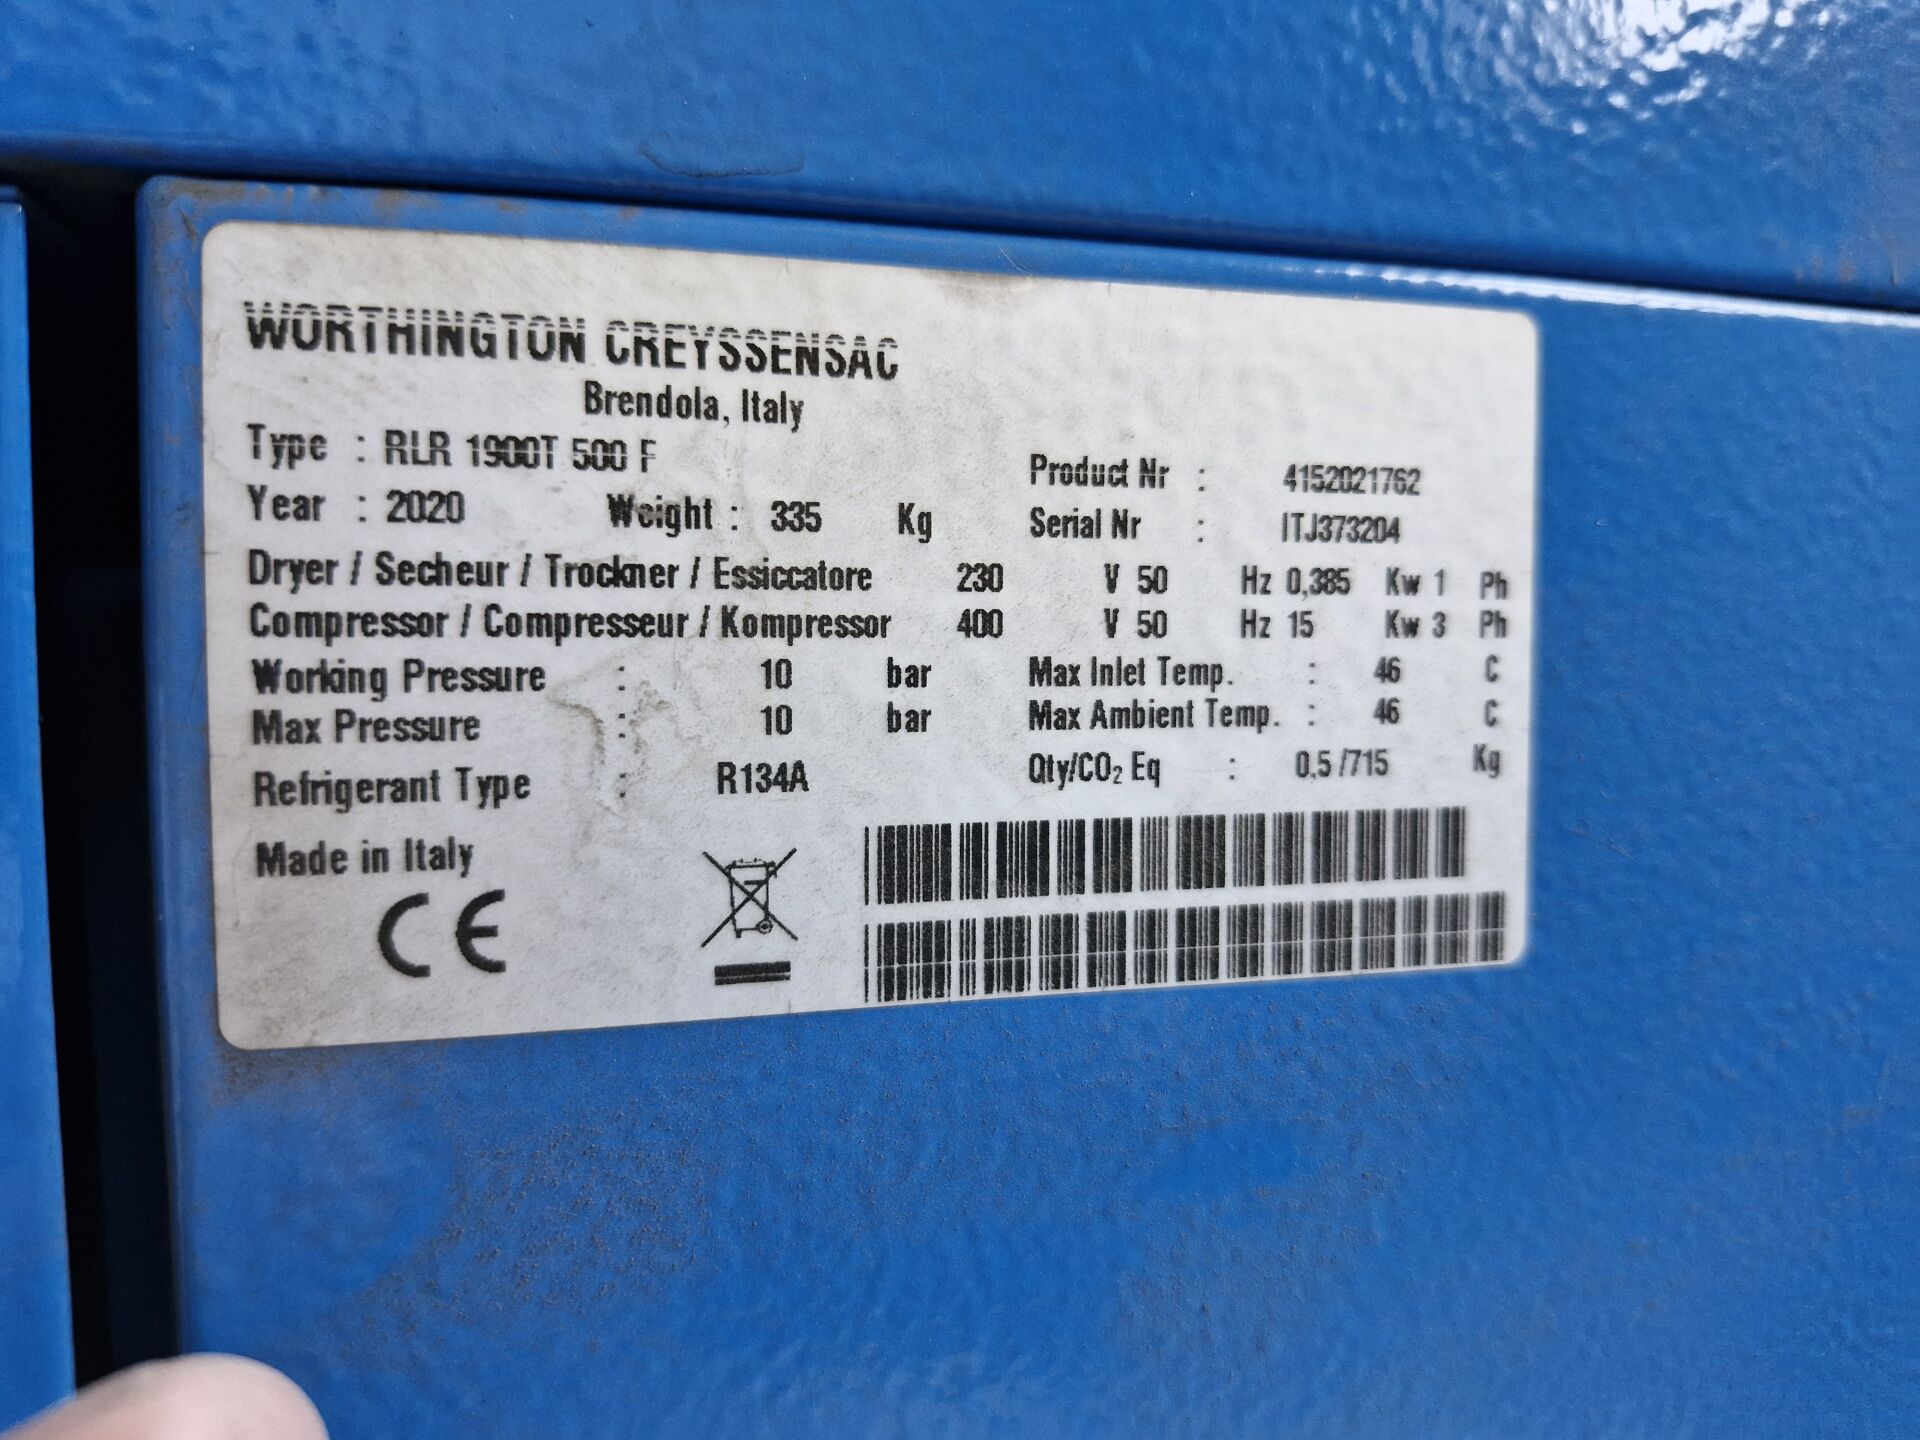 WORTHINGTON CREYSSENSAC
Brendola, Italy
Type : RLR 1900T 500 F
Product Nr : 4152021762
Year : 2020 Weight : 335 Kg
Serial Nr : ITJ373204
Dryer / Secheur / Trockner / Essiccatore 230 V 50 Hz 0,385 Kw 1 Ph
Compressor / Compresseur / Kompressor 400 V 50 Hz 15 Kw 3 Ph
Working Pressure : 10 bar
Max Inlet Temp. : 46 C
Max Pressure : 10 bar
Max Ambient Temp. : 46 C
Refrigerant Type : R134A
Qty/CO₂ Eq : 0,5 /715 Kg
Made in Italy
CE